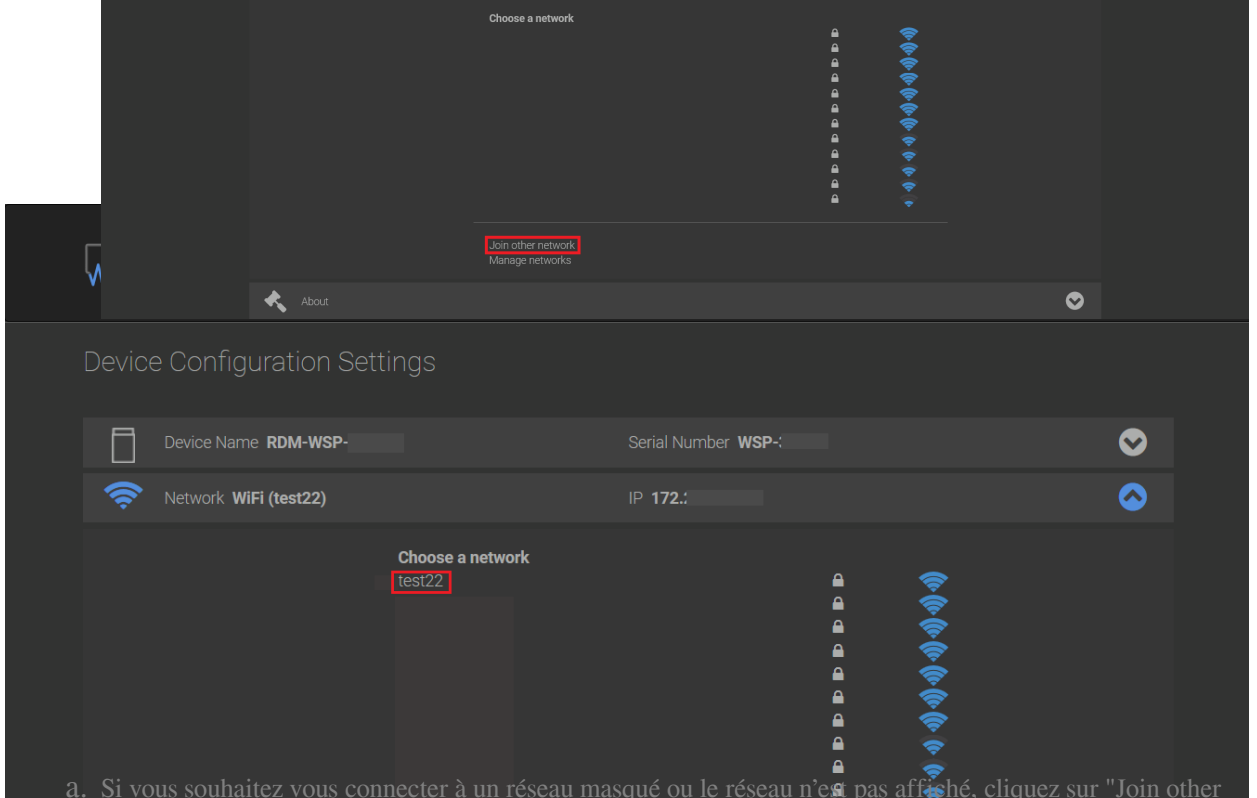 Choose a network
Join other network
Manage networks
About
Device Configuration Settings
Device Name RDM-WSP- Serial Number WSP-
Network WiFi (test22) IP 172.
Choose a network
test22
a. Si vous souhaitez vous connecter à un réseau masqué ou le réseau n'est pas affiché, cliquez sur "Join other